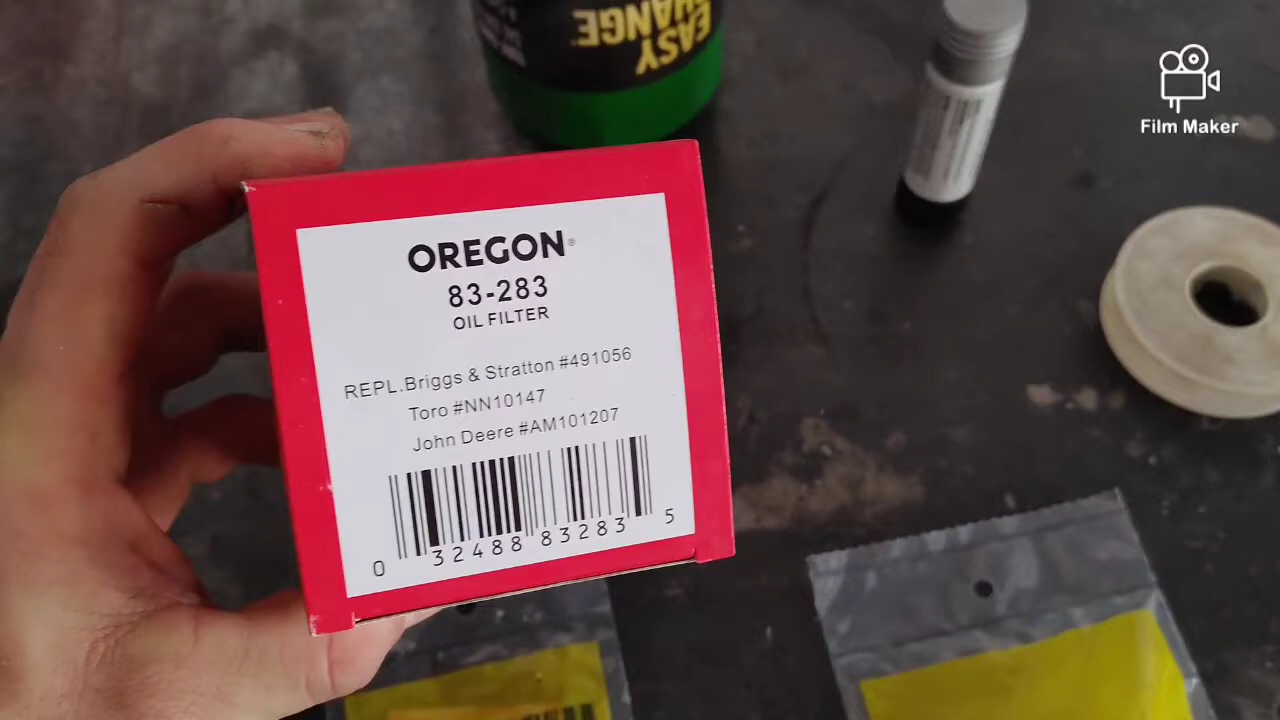 EASY
CHANGE
Film Maker
OREGON®
83-283
OIL FILTER
REPL.Briggs & Stratton #491056
Toro #NN10147
John Deere #AM101207
0 32488 83283 5